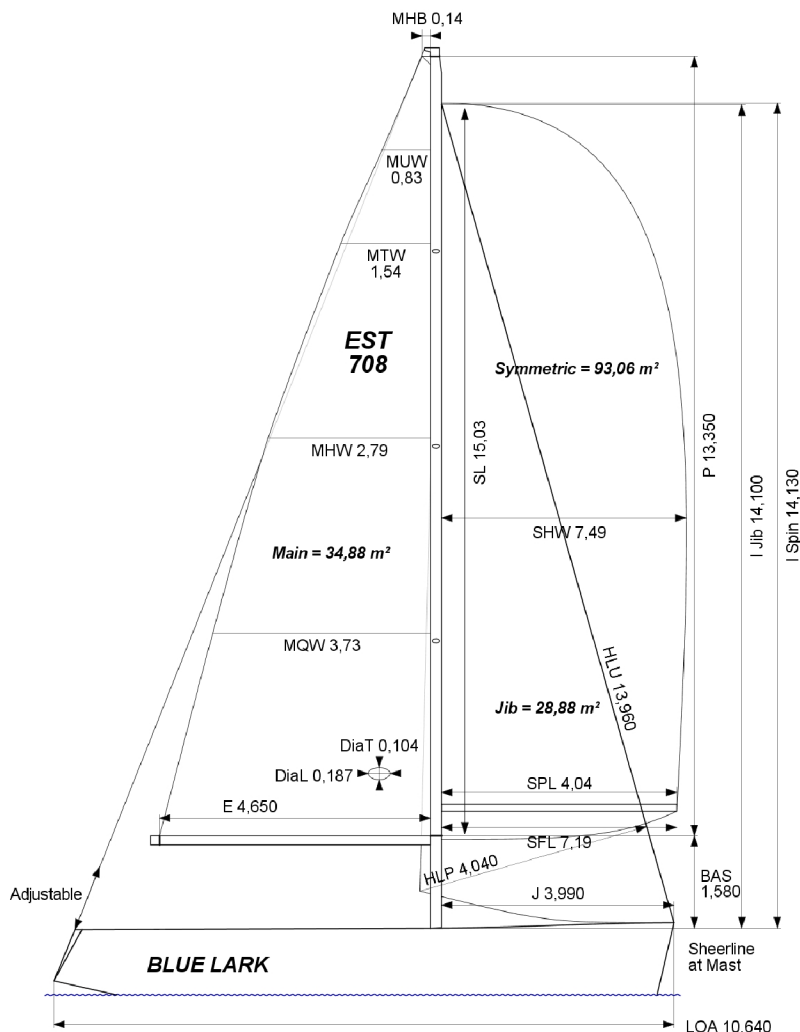 MHB 0,14
MUW
0,83
MTW
1,54
EST
708
Symmetric = 93,06 m²
MHW 2,79
SL 15,03
P 13,350
I Jib 14,100
I Spin 14,130
SHW 7,49
Main = 34,88 m²
MQW 3,73
HLU 13,960
Jib = 28,88 m²
DiaT 0,104
DiaL 0,187
SPL 4,04
E 4,650
SFL 7,19
HLP 4,040
BAS
1,580
J 3,990
Adjustable
BLUE LARK
Sheerline
at Mast
LOA 10,640